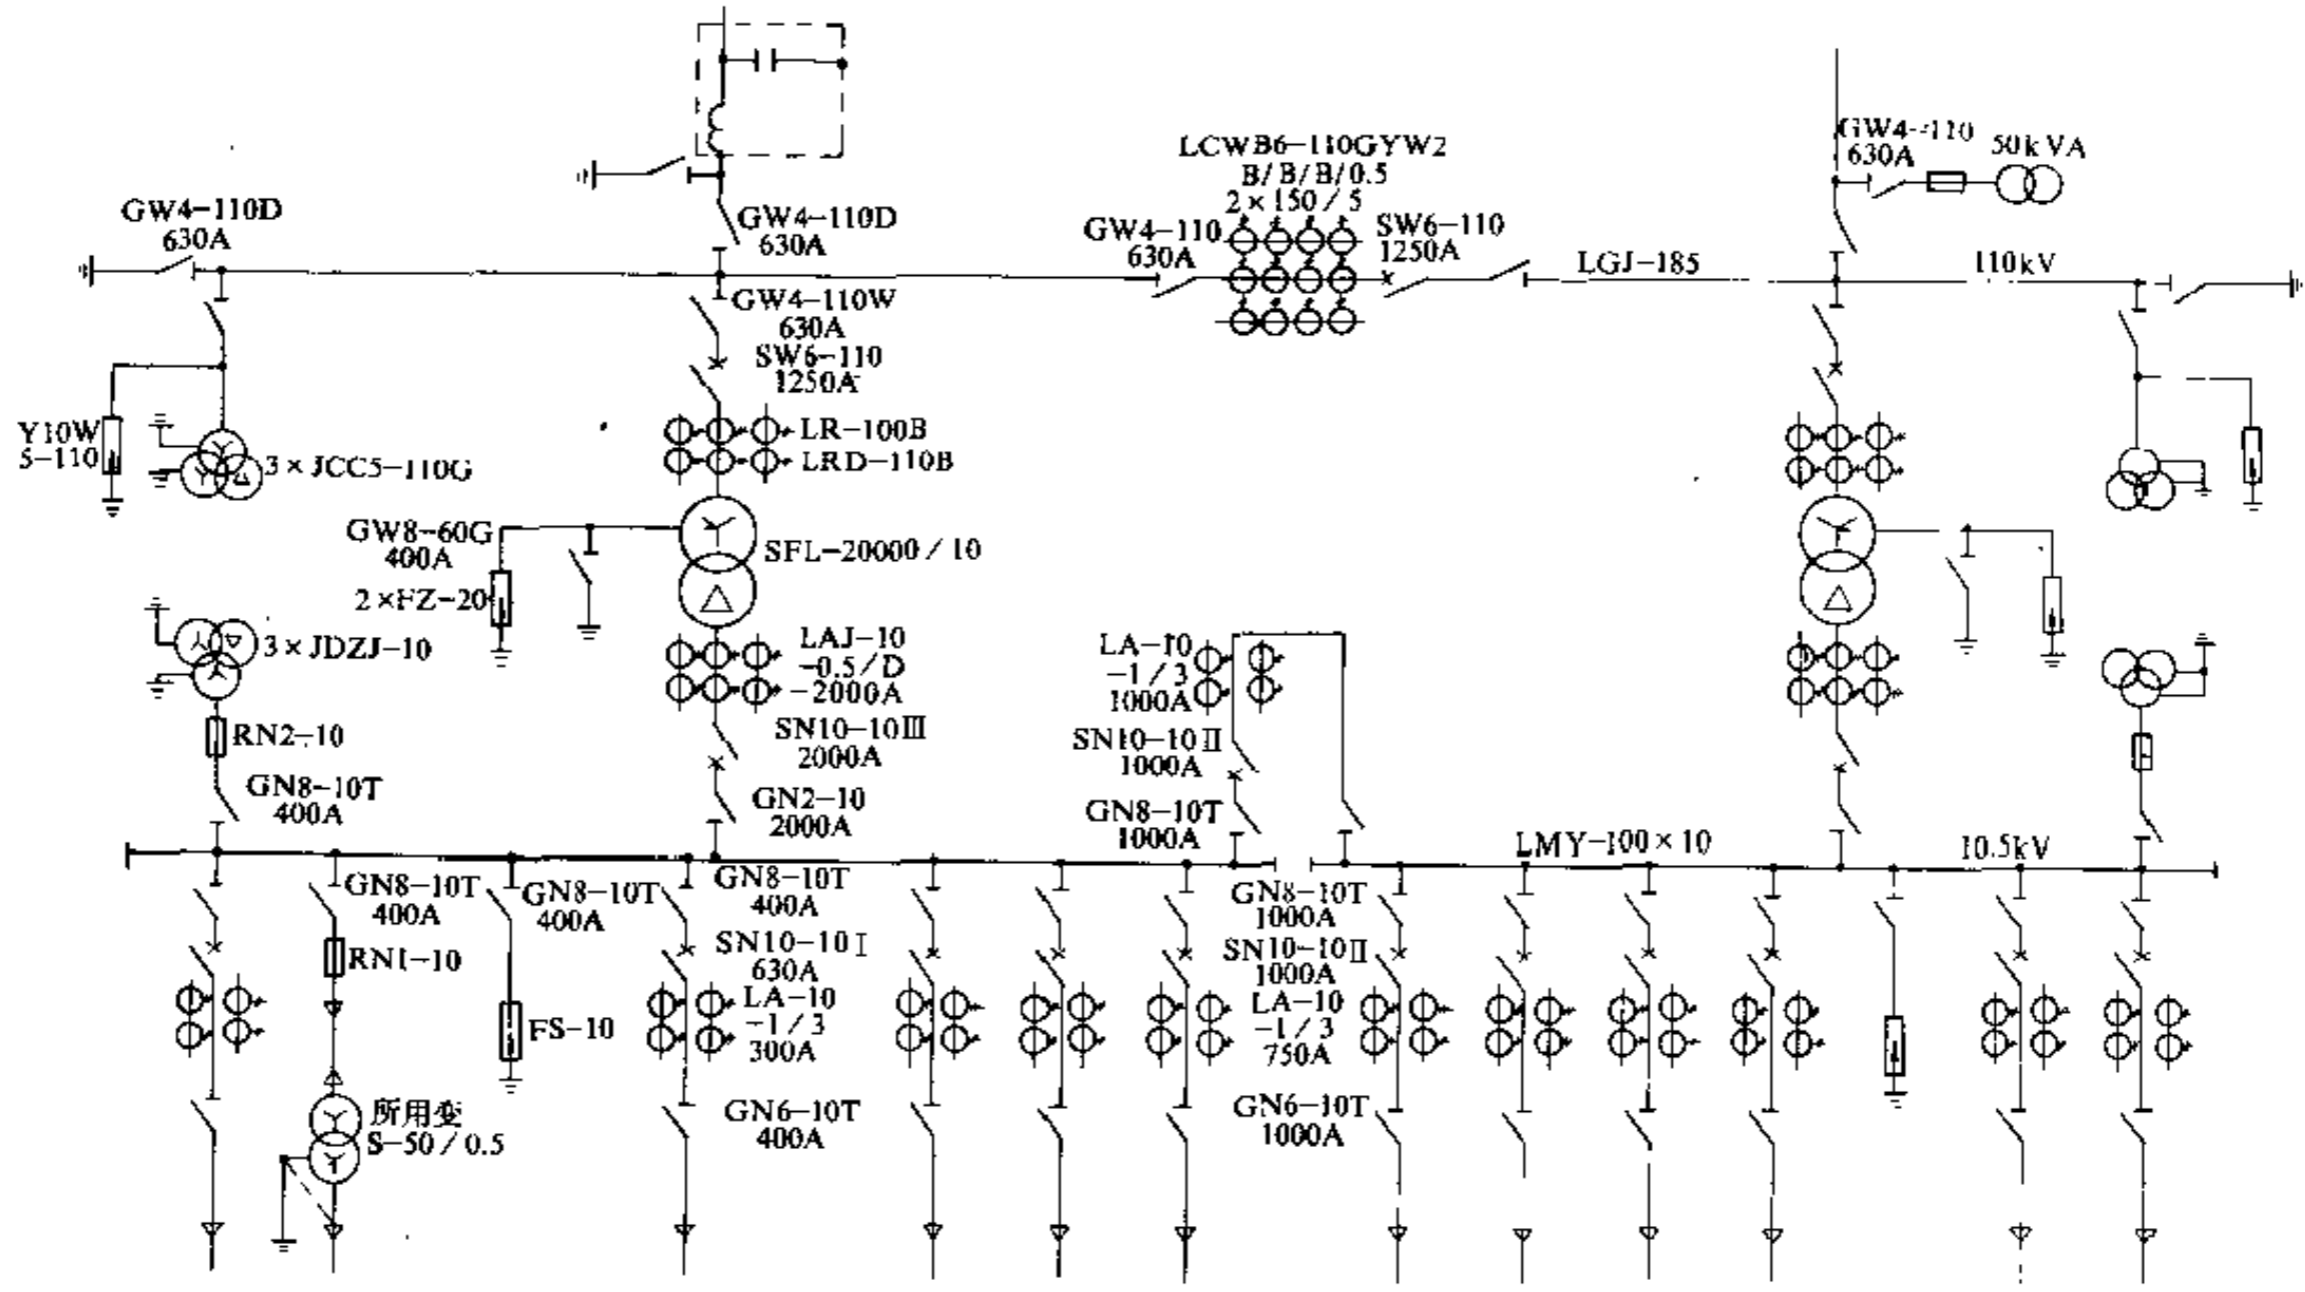 LCWB6-110GYW2
B/B/B/0.5
2×150/5
GW4-110
630A
50kVA
GW4-110D
630A
GW4-110D
630A
GW4-110
630A
SW6-110
1250A
LGJ-185
110kV
GW4-110W
630A
SW6-110
1250A
Y10W
5-110
3×JCC5-110G
LR-100B
LRD-110B
GW8-60G
400A
SFL-20000/10
2×FZ-20
3×JDZJ-10
LAJ-10
-0.5/D
-2000A
LA-10
-1/3
1000A
RN2-10
SN10-10Ⅲ
2000A
SN10-10Ⅱ
1000A
GN8-10T
400A
GN2-10
2000A
GN8-10T
1000A
LMY-100×10
10.5kV
GN8-10T
400A
GN8-10T
400A
GN8-10T
400A
GN8-10T
1000A
RN1-10
SN10-10Ⅰ
630A
SN10-10Ⅱ
1000A
FS-10
LA-10
-1/3
300A
LA-10
-1/3
750A
所用变
S-50/0.5
GN6-10T
400A
GN6-10T
1000A